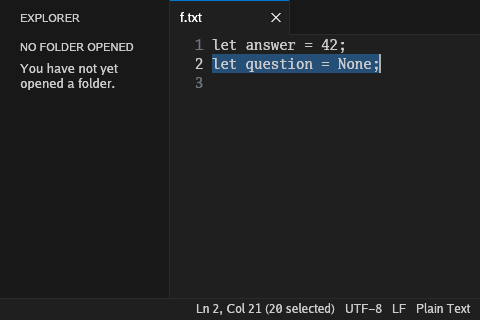 EXPLORER
NO FOLDER OPENED
You have not yet
opened a folder.
f.txt
1 let answer = 42;
2 let question = None;
3
Ln 2, Col 21 (20 selected) UTF-8 LF Plain Text